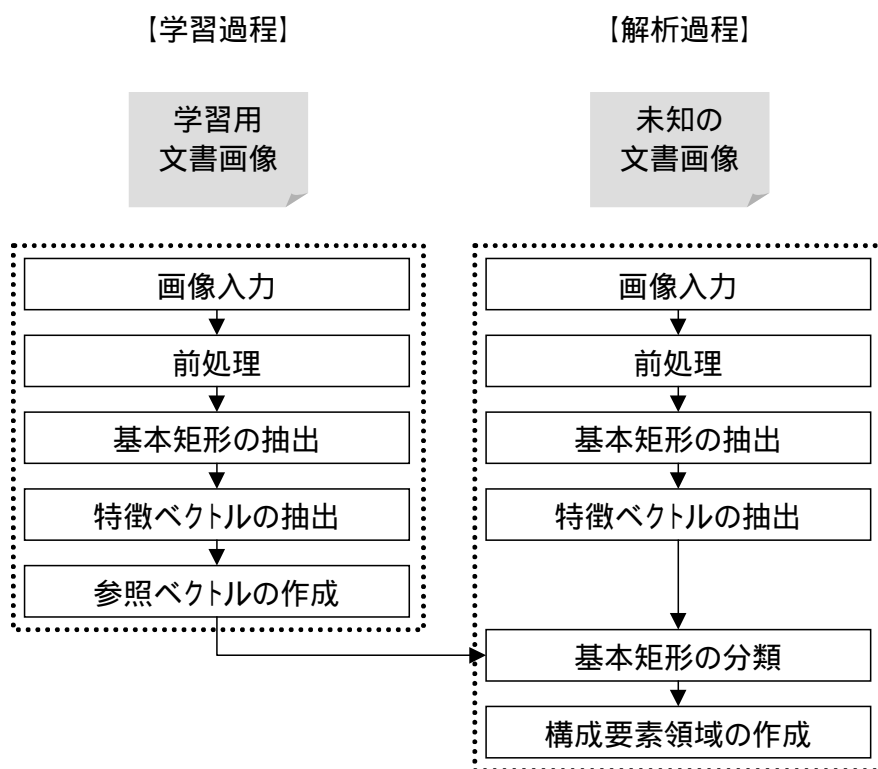 【学習過程】
学習用
文書画像
画像入力
前処理
基本矩形の抽出
特徴ベクトルの抽出
参照ベクトルの作成
【解析過程】
未知の
文書画像
画像入力
前処理
基本矩形の抽出
特徴ベクトルの抽出
基本矩形の分類
構成要素領域の作成